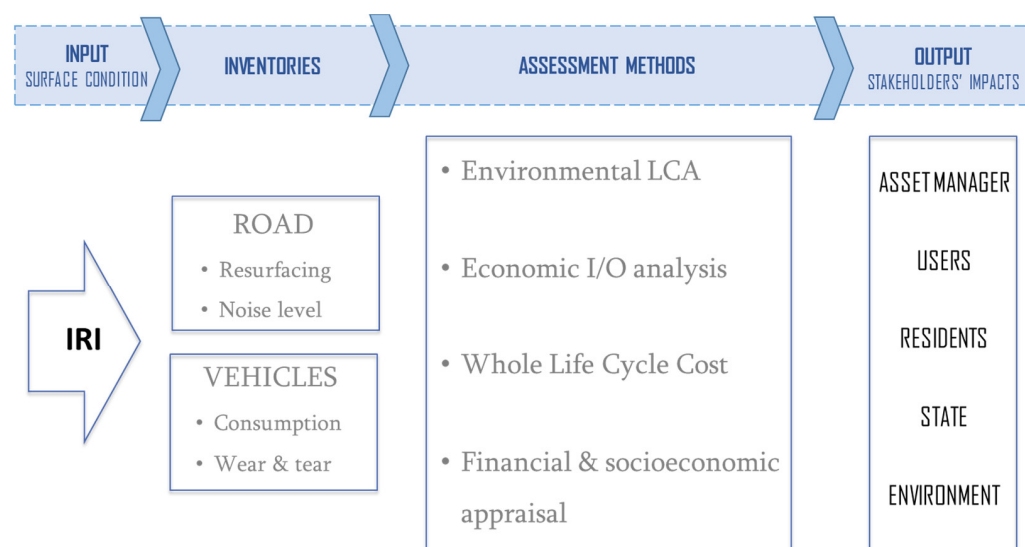 INPUT
SURFACE CONDITION
INVENTORIES
ASSESSMENT METHODS
OUTPUT
STAKEHOLDERS' IMPACTS
IRI
ROAD
• Resurfacing
• Noise level
VEHICLES
• Consumption
• Wear & tear
• Environmental LCA
• Economic I/O analysis
• Whole Life Cycle Cost
• Financial & socioeconomic
appraisal
ASSET MANAGER
USERS
RESIDENTS
STATE
ENVIRONMENT